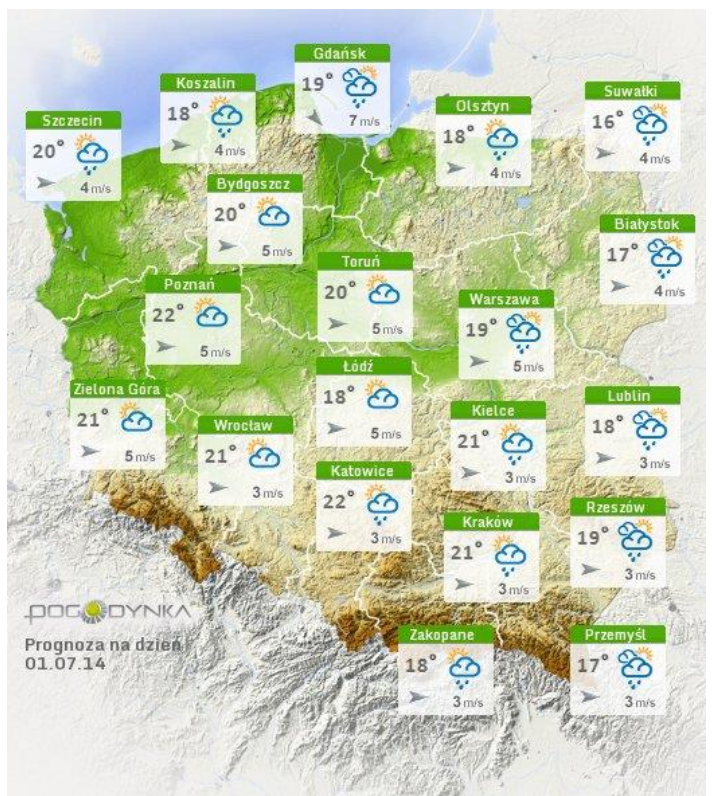 Gdańsk
19°
7 m/s
Koszalin
18°
4 m/s
Suwałki
16°
4 m/s
Olsztyn
18°
4 m/s
Szczecin
20°
4 m/s
Bydgoszcz
20°
5 m/s
Białystok
17°
4 m/s
Toruń
20°
5 m/s
Poznań
22°
5 m/s
Warszawa
19°
5 m/s
Łódź
18°
5 m/s
Zielona Góra
21°
5 m/s
Lublin
18°
3 m/s
Kielce
21°
3 m/s
Wrocław
21°
3 m/s
Katowice
22°
3 m/s
Rzeszów
19°
3 m/s
Kraków
21°
3 m/s
POGODYNKA
Prognoza na dzień
01.07.14
Zakopane
18°
3 m/s
Przemyśl
17°
3 m/s